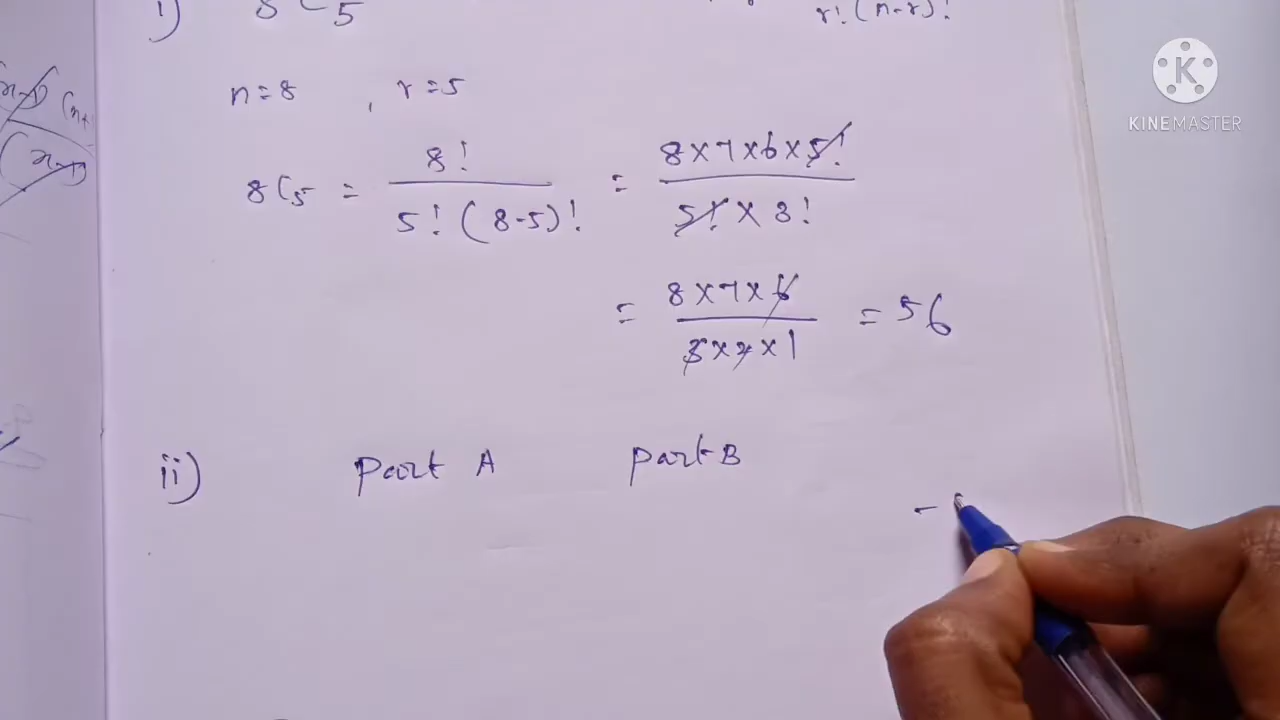 i) 8C5 r!(n-r)!
n=8 , r=5
8C5 = 8! / 5!(8-5)! = 8×7×6×5! / 5!×3!
= 8×7×6 / 3×2×1 = 56
ii) part A part B
-
K
KINEMASTER